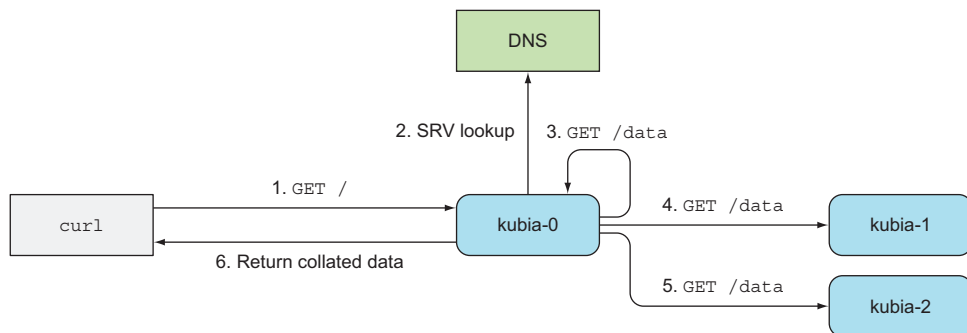 DNS
2. SRV lookup
3. GET /data
1. GET /
curl
kubia-0
4. GET /data
kubia-1
6. Return collated data
5. GET /data
kubia-2